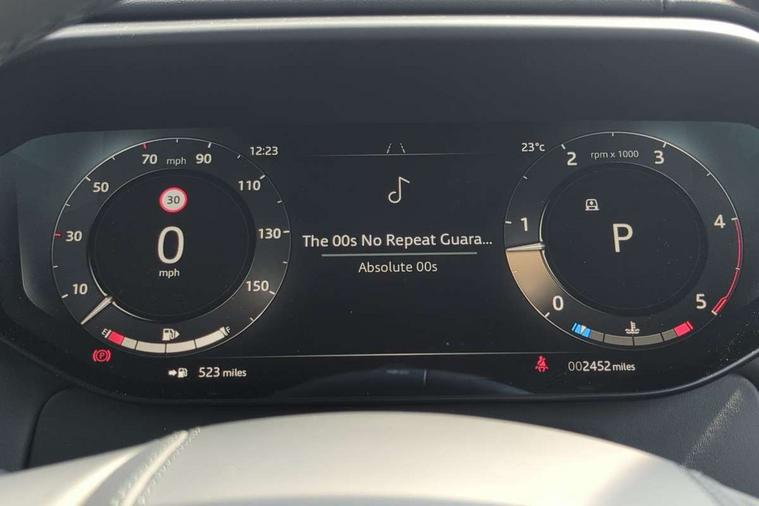 12:23
23°c
70 mph 90
50
110
30
30
130
0
mph
10
150
E
F
P
523 miles
The 00s No Repeat Guara...
Absolute 00s
2
rpm x 1000
3
1
4
P
0
5
002452 miles